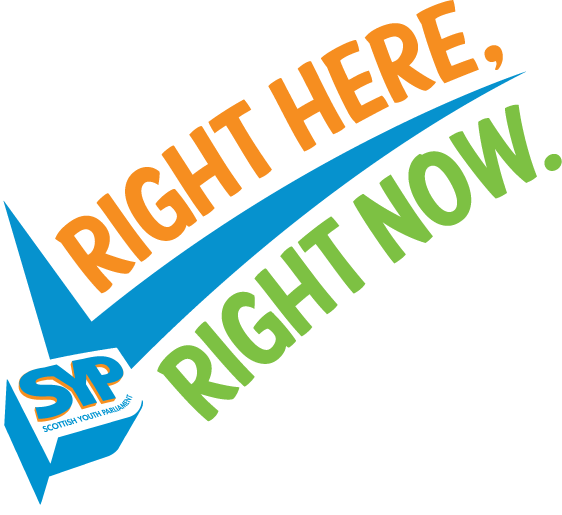 RIGHT HERE,
RIGHT NOW.
SYP
SCOTTISH YOUTH PARLIAMENT